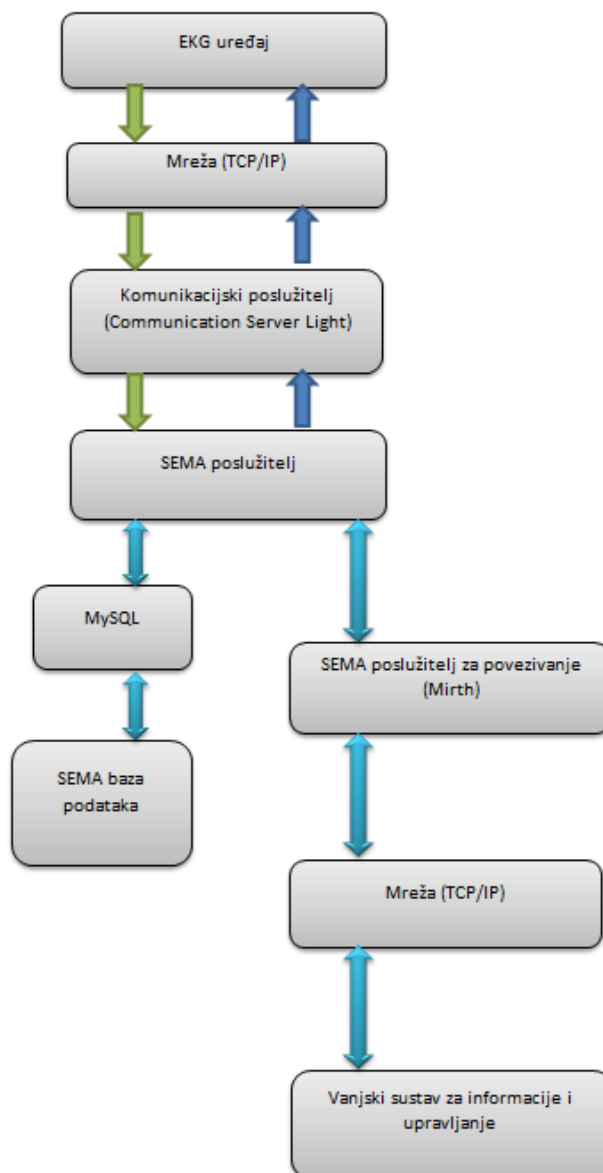 EKG uređaj
Mreža (TCP/IP)
Komunikacijski poslužitelj
(Communication Server Light)
SEMA poslužitelj
MySQL
SEMA poslužitelj za povezivanje
(Mirth)
SEMA baza
podataka
Mreža (TCP/IP)
Vanjski sustav za informacije i
upravljanje